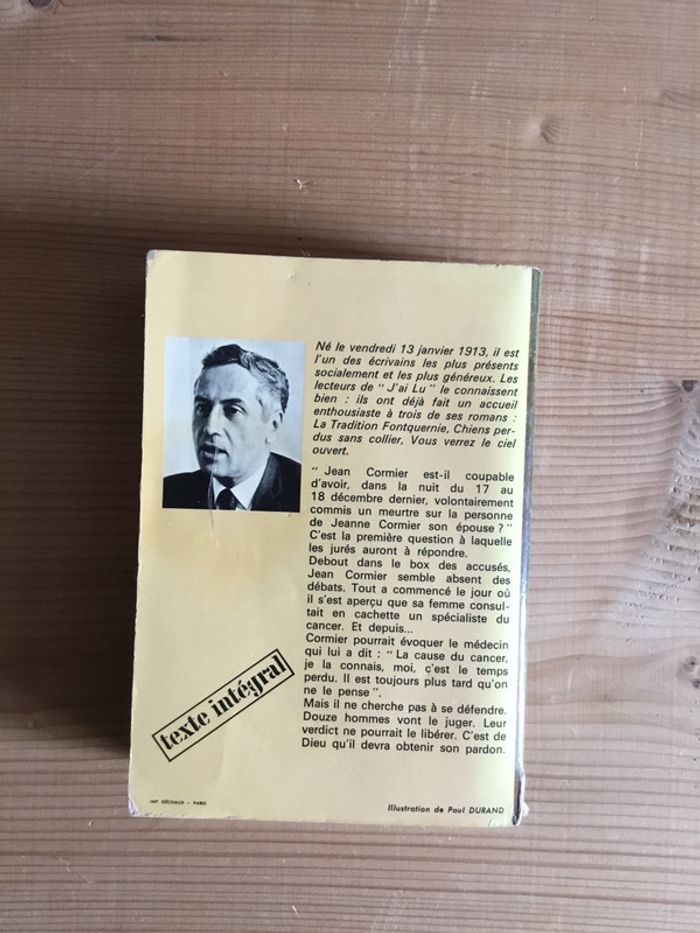 Né le vendredi 13 janvier 1913, il est
l'un des écrivains les plus présents
socialement et les plus généreux. Les
lecteurs de " J'ai Lu " le connaissent
bien : ils ont déjà fait un accueil
enthousiaste à trois de ses romans :
La Tradition Fontquernie, Chiens per-
dus sans collier, Vous verrez le ciel
ouvert.
" Jean Cormier est-il coupable
d'avoir, dans la nuit du 17 au
18 décembre dernier, volontairement
commis un meurtre sur la personne
de Jeanne Cormier son épouse ? "
C'est la première question à laquelle
les jurés auront à répondre.
Debout dans le box des accusés,
Jean Cormier semble absent des
débats. Tout a commencé le jour où
il s'est aperçu que sa femme consul-
tait en cachette un spécialiste du
cancer. Et depuis...
Cormier pourrait évoquer le médecin
qui lui a dit : " La cause du cancer,
je la connais, moi, c'est le temps
perdu. Il est toujours plus tard qu'on
ne le pense ".
Mais il ne cherche pas à se défendre.
Douze hommes vont le juger. Leur
verdict ne pourrait le libérer. C'est de
Dieu qu'il devra obtenir son pardon.
texte intégral
IMP. DÉCHAUX - PARIS
Illustration de Paul DURAND